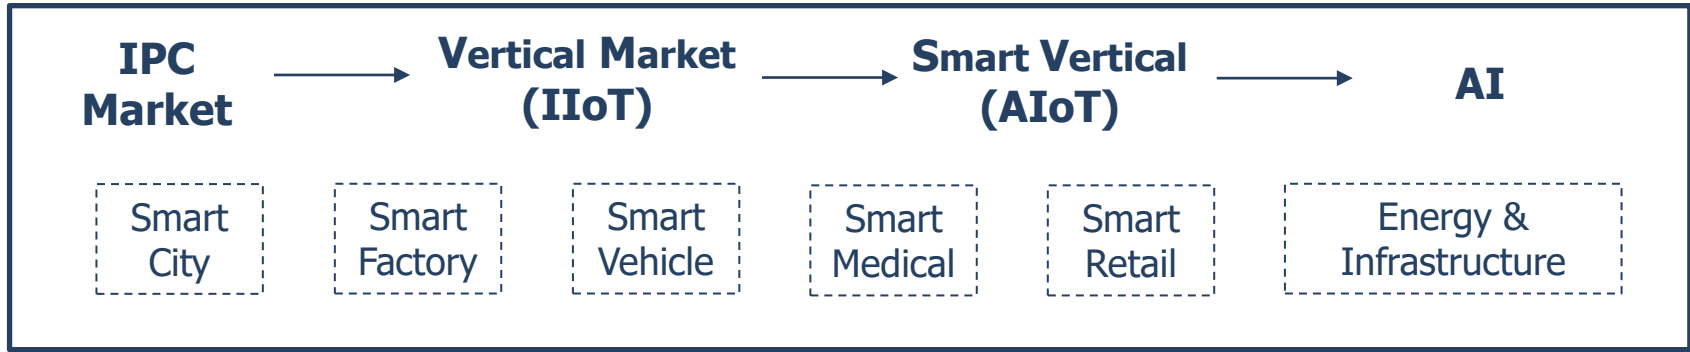 IPC
Market
Vertical Market
(IIoT)
Smart Vertical
(AIoT)
AI
Smart
City
Smart
Factory
Smart
Vehicle
Smart
Medical
Smart
Retail
Energy &
Infrastructure